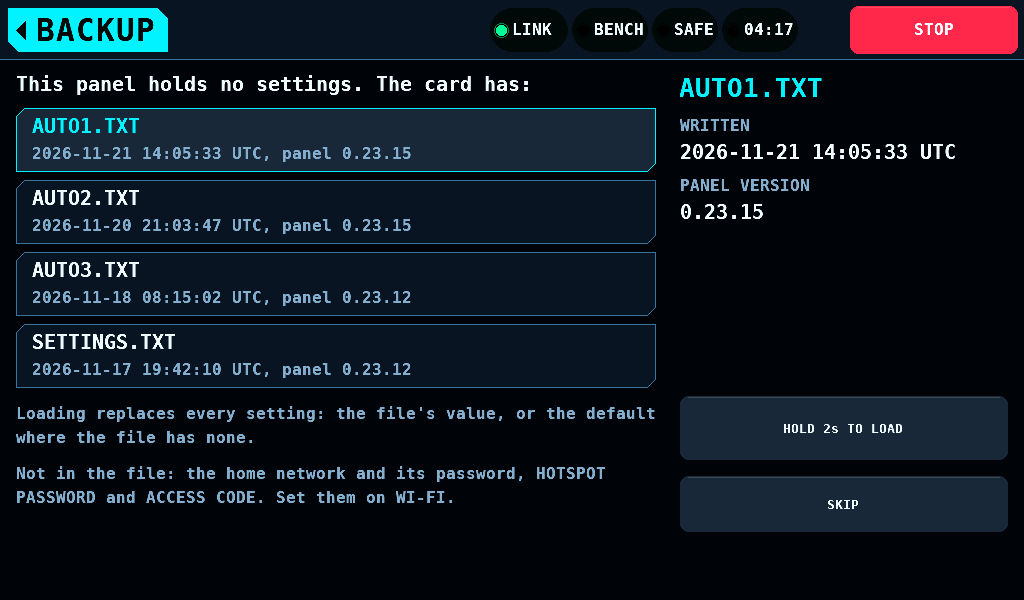 BACKUP
LINK
BENCH
SAFE
04:17
STOP
This panel holds no settings. The card has:
AUTO1.TXT
2026-11-21 14:05:33 UTC, panel 0.23.15
AUTO2.TXT
2026-11-20 21:03:47 UTC, panel 0.23.15
AUTO3.TXT
2026-11-18 08:15:02 UTC, panel 0.23.12
SETTINGS.TXT
2026-11-17 19:42:10 UTC, panel 0.23.12
Loading replaces every setting: the file's value, or the default
where the file has none.
Not in the file: the home network and its password, HOTSPOT
PASSWORD and ACCESS CODE. Set them on WI-FI.
AUTO1.TXT
WRITTEN
2026-11-21 14:05:33 UTC
PANEL VERSION
0.23.15
HOLD 2s TO LOAD
SKIP